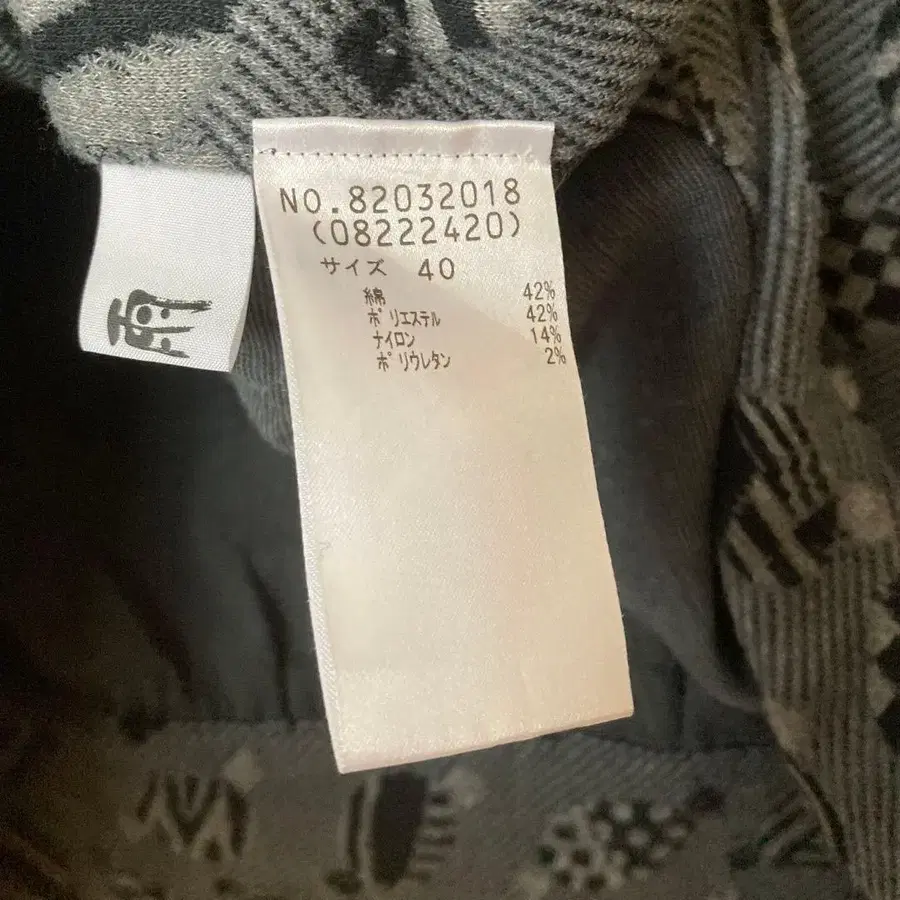 NO.82032018
(08222420)
サイズ 40
綿 42%
ポリエステル 42%
ナイロン 14%
ポリウレタン 2%